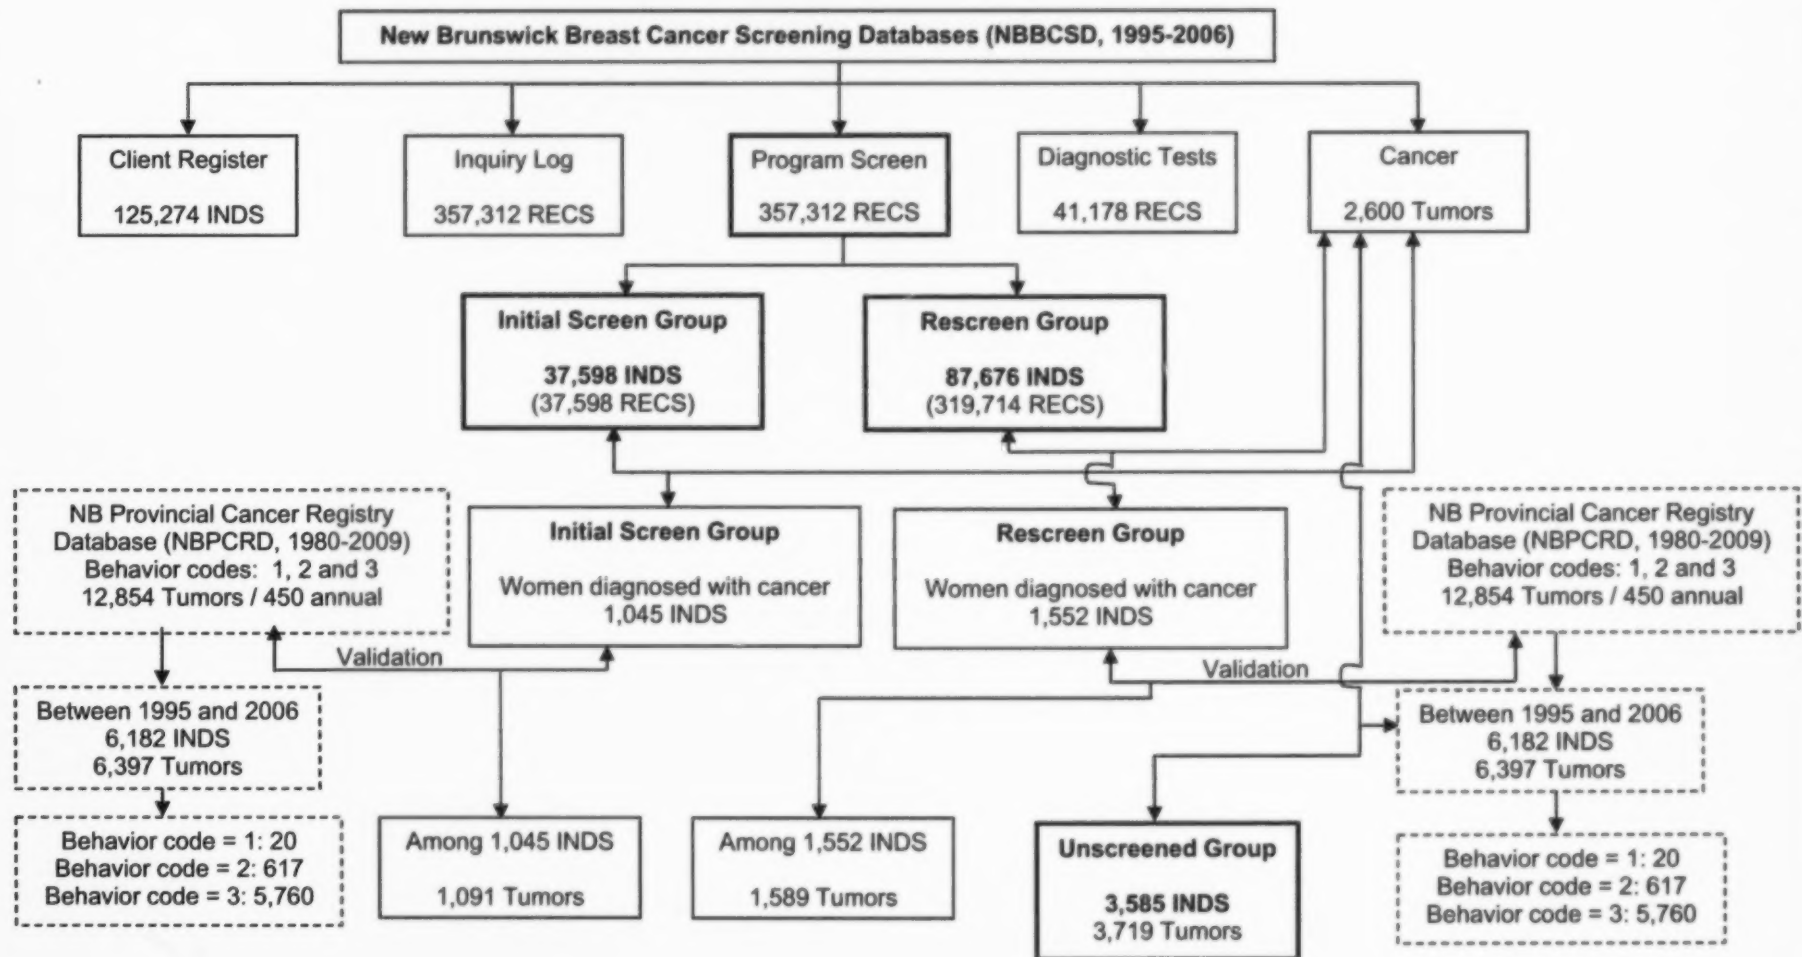 New Brunswick Breast Cancer Screening Databases (NBBCSD, 1995-2006)
Client Register
125,274 INDS
Inquiry Log
357,312 RECS
Program Screen
357,312 RECS
Diagnostic Tests
41,178 RECS
Cancer
2,600 Tumors
Initial Screen Group
37,598 INDS
(37,598 RECS)
Rescreen Group
87,676 INDS
(319,714 RECS)
NB Provincial Cancer Registry
Database (NBPCRD, 1980-2009)
Behavior codes: 1, 2 and 3
12,854 Tumors / 450 annual
Initial Screen Group
Women diagnosed with cancer
1,045 INDS
Rescreen Group
Women diagnosed with cancer
1,552 INDS
NB Provincial Cancer Registry
Database (NBPCRD, 1980-2009)
Behavior codes: 1, 2 and 3
12,854 Tumors / 450 annual
Validation
Validation
Between 1995 and 2006
6,182 INDS
6,397 Tumors
Between 1995 and 2006
6,182 INDS
6,397 Tumors
Behavior code = 1: 20
Behavior code = 2: 617
Behavior code = 3: 5,760
Among 1,045 INDS
1,091 Tumors
Among 1,552 INDS
1,589 Tumors
Unscreened Group
3,585 INDS
3,719 Tumors
Behavior code = 1: 20
Behavior code = 2: 617
Behavior code = 3: 5,760